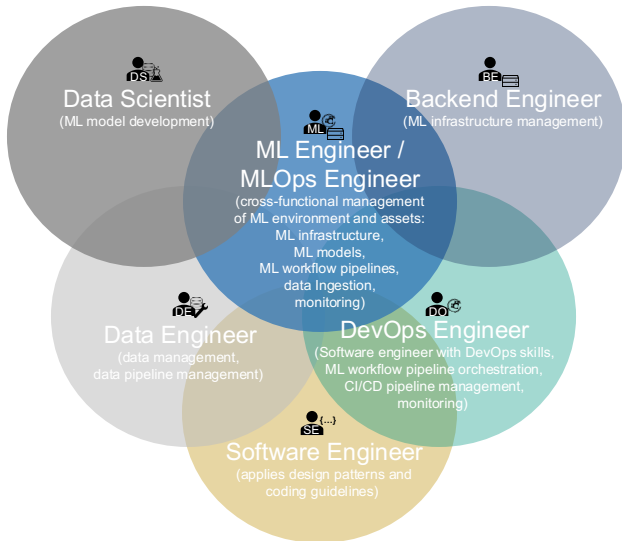 DS
Data Scientist
(ML model development)
BE
Backend Engineer
(ML infrastructure management)
ML
ML Engineer /
MLOps Engineer
(cross-functional management
of ML environment and assets:
ML infrastructure,
ML models,
ML workflow pipelines,
data Ingestion,
monitoring)
DE
Data Engineer
(data management,
data pipeline management)
DO
DevOps Engineer
(Software engineer with DevOps skills,
ML workflow pipeline orchestration,
CI/CD pipeline management,
monitoring)
SE {...}
Software Engineer
(applies design patterns and
coding guidelines)